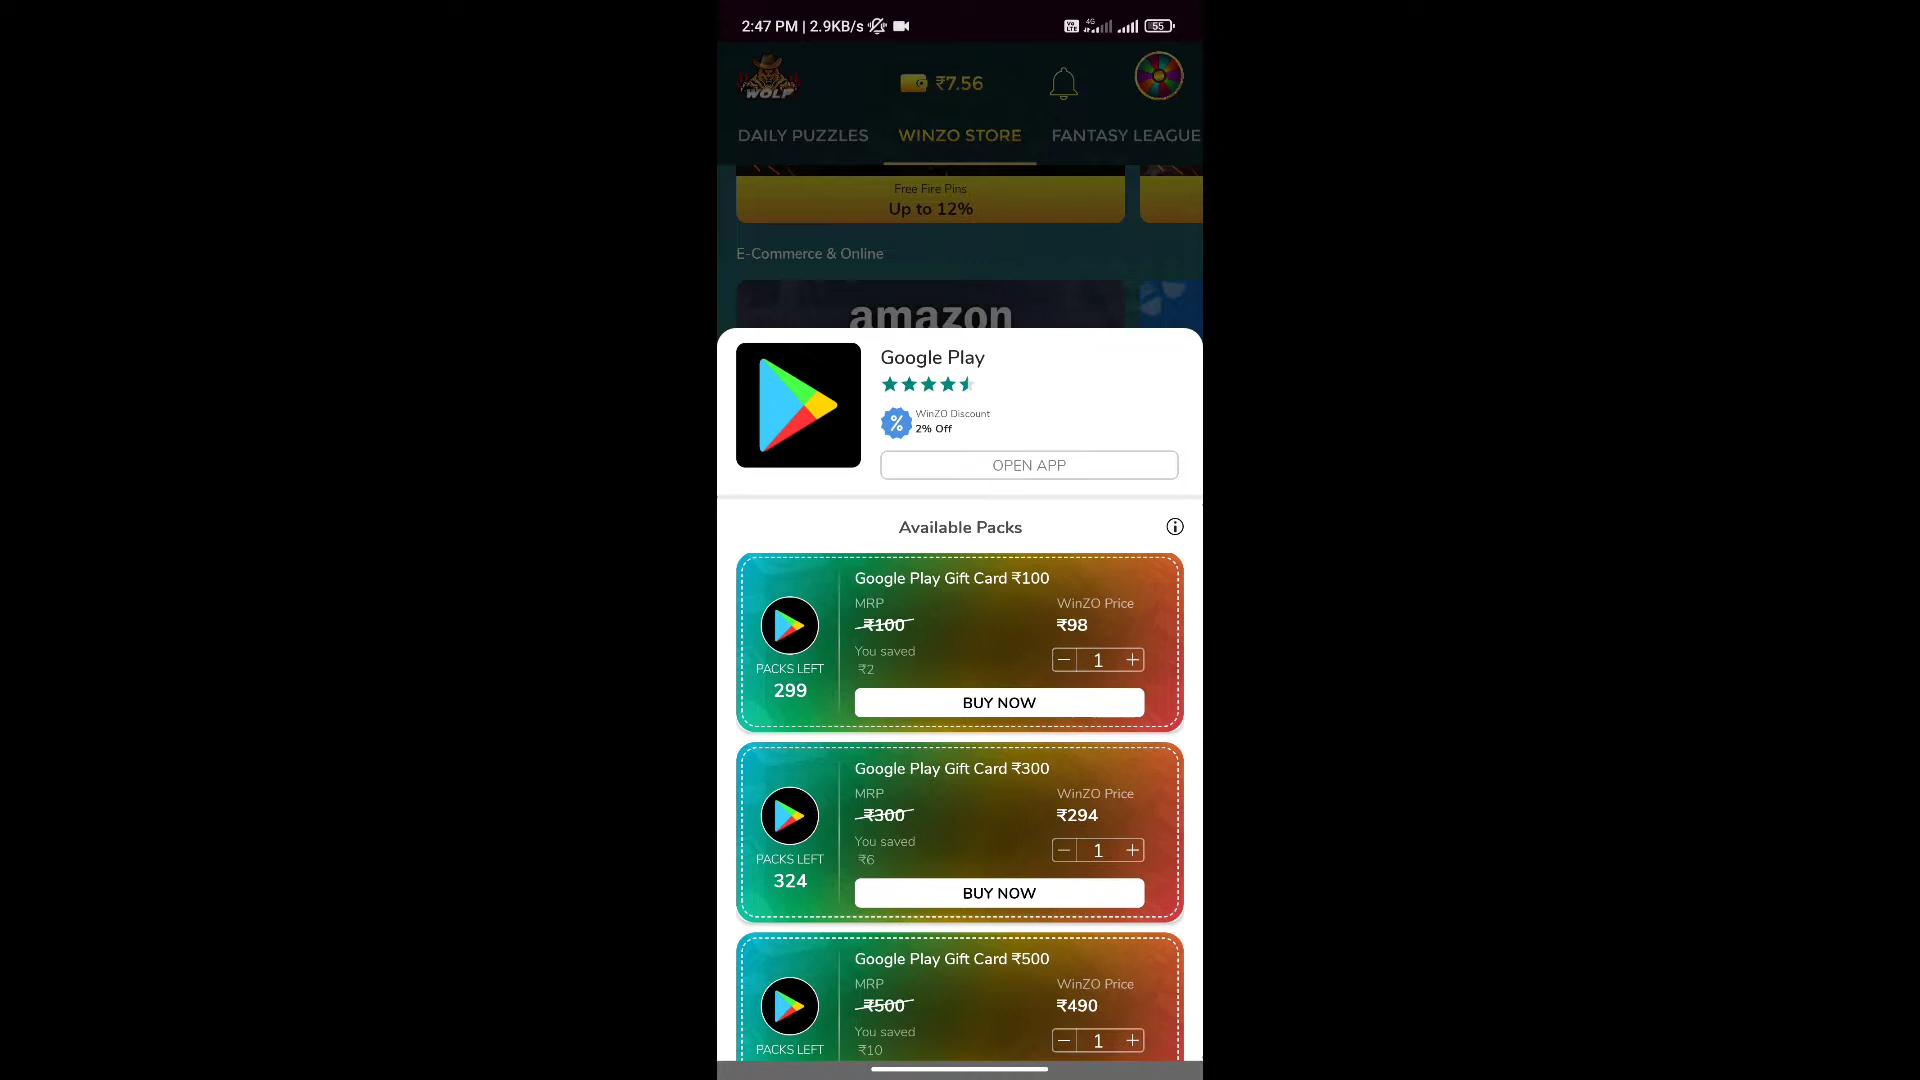 2:47 PM | 2.9KB/s
Vo LTE 4G 55
WOLF
₹7.56
DAILY PUZZLES WINZO STORE FANTASY LEAGUE
Free Fire Pins
Up to 12%
E-Commerce & Online
amazon
Google Play
WinZO Discount
2% Off
OPEN APP
Available Packs
Google Play Gift Card ₹100
MRP WinZO Price
₹100 ₹98
You saved
₹2
1
PACKS LEFT
299
BUY NOW
Google Play Gift Card ₹300
MRP WinZO Price
₹300 ₹294
You saved
₹6
1
PACKS LEFT
324
BUY NOW
Google Play Gift Card ₹500
MRP WinZO Price
₹500 ₹490
You saved
₹10
1
PACKS LEFT